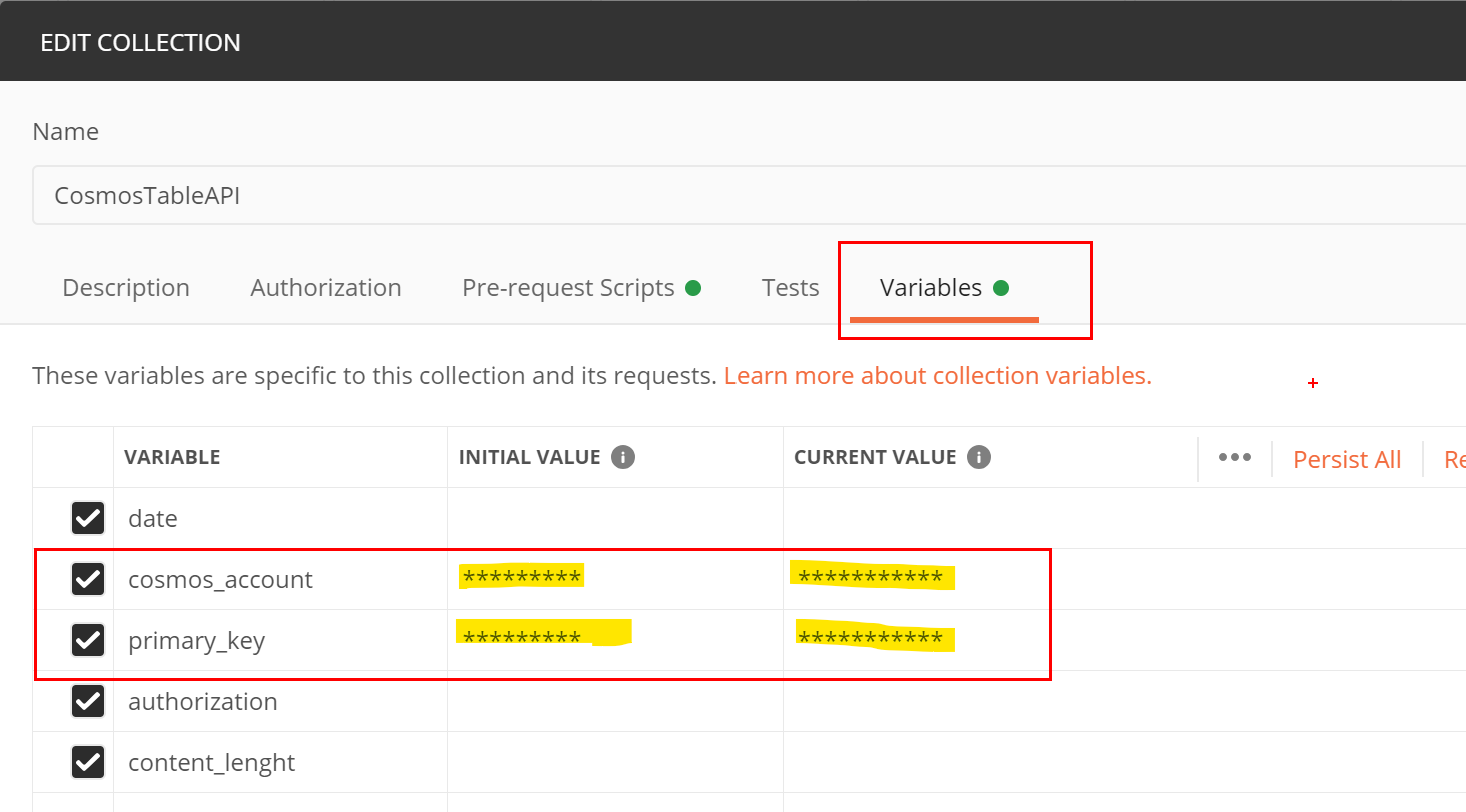 EDIT COLLECTION
Name
CosmosTableAPI
Description Authorization Pre-request Scripts Tests Variables
These variables are specific to this collection and its requests. Learn more about collection variables.
VARIABLE INITIAL VALUE CURRENT VALUE ••• Persist All Re
date
cosmos_account ********* ***********
primary_key ********* ***********
authorization
content_lenght